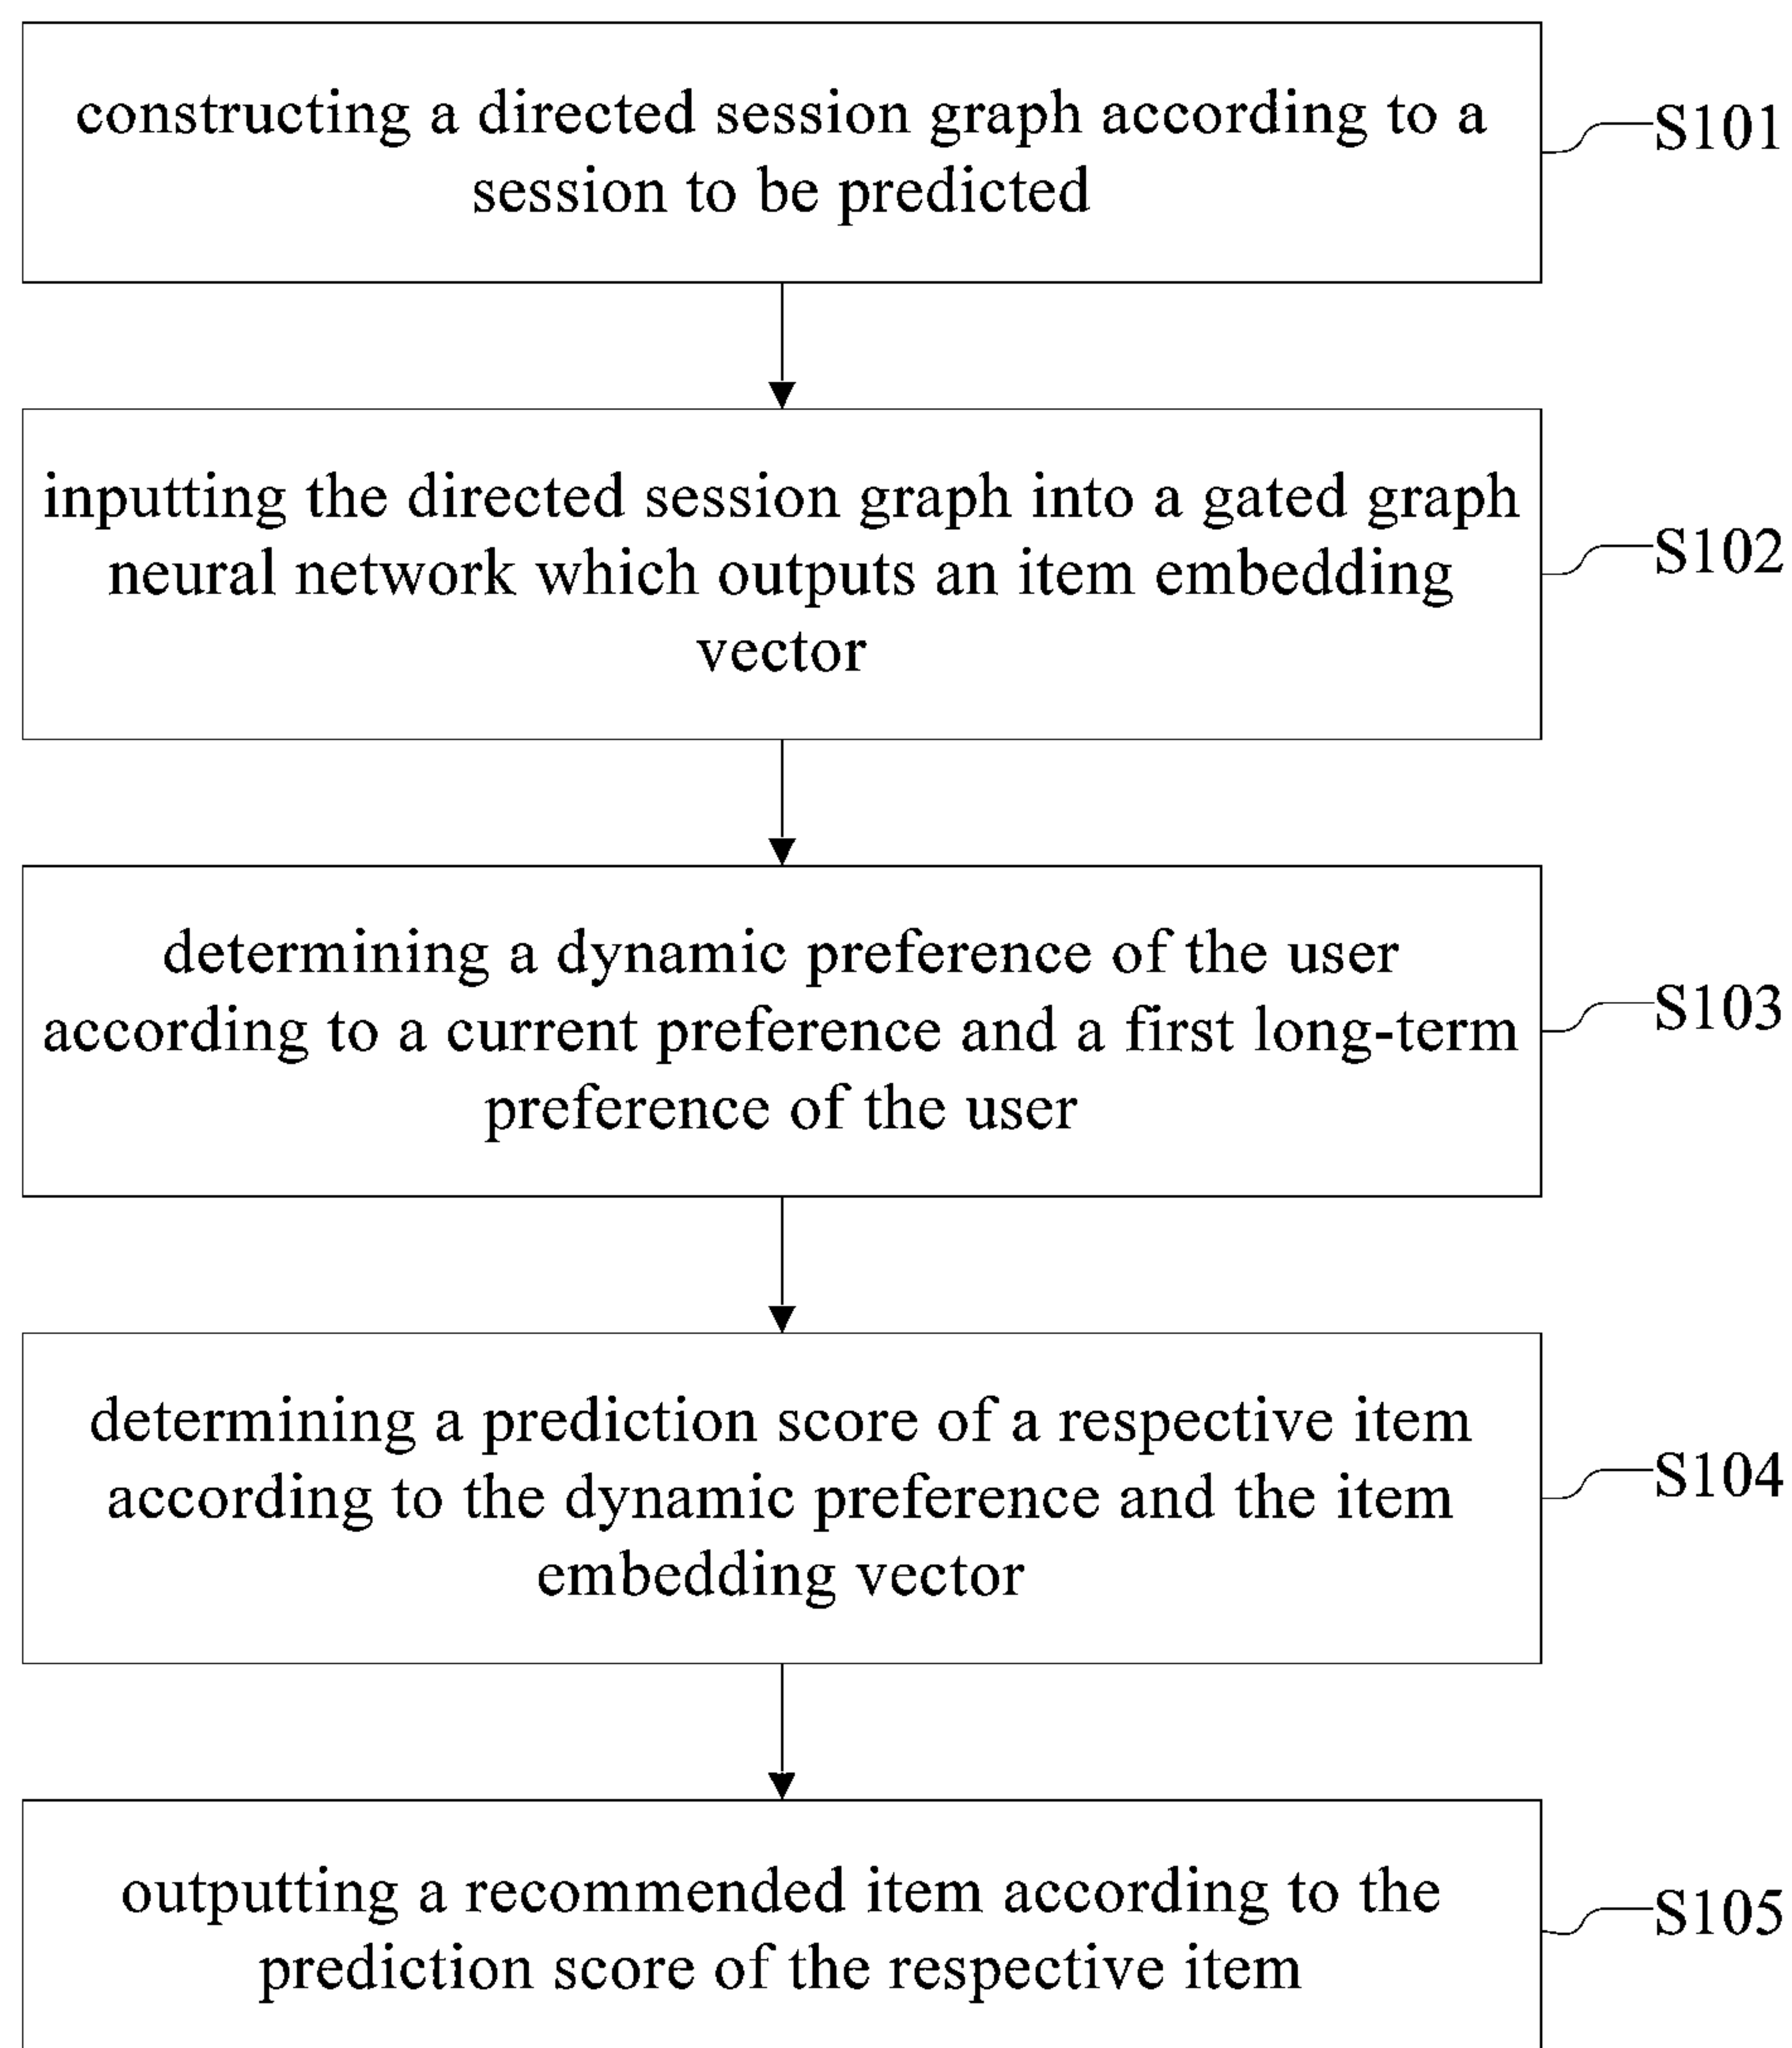 constructing a directed session graph according to a
session to be predicted
S101
inputting the directed session graph into a gated graph
neural network which outputs an item embedding
vector
S102
determining a dynamic preference of the user
according to a current preference and a first long-term
preference of the user
S103
determining a prediction score of a respective item
according to the dynamic preference and the item
embedding vector
S104
outputting a recommended item according to the
prediction score of the respective item
S105